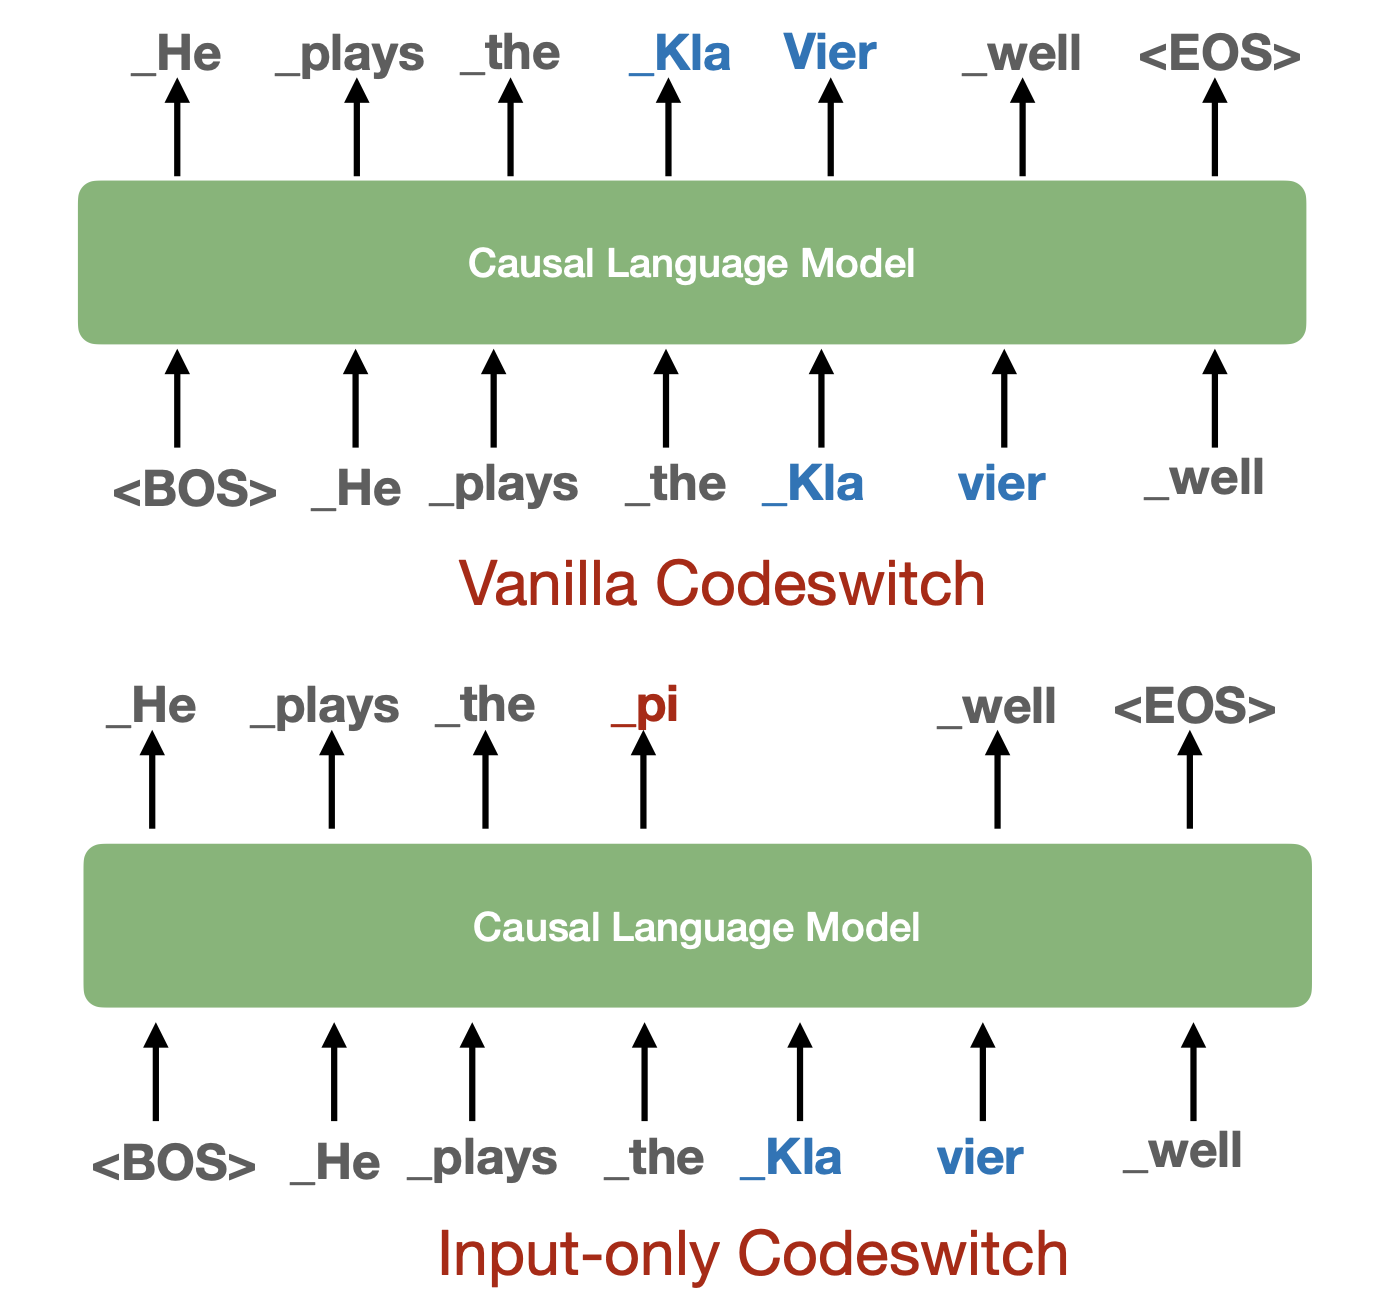 _He _plays _the _Kla Vier _well <EOS>
Causal Language Model
<BOS> _He _plays _the _Kla vier _well
Vanilla Codeswitch
_He _plays _the _pi _well <EOS>
Causal Language Model
<BOS> _He _plays _the _Kla vier _well
Input-only Codeswitch